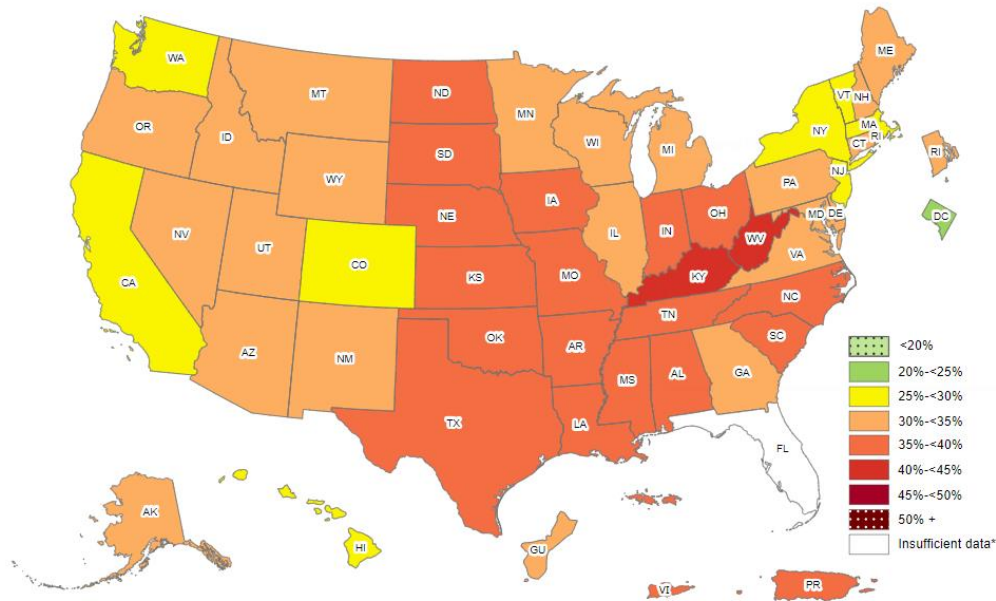 WA
MT
ND
MN
ME
VT
NH
OR
ID
SD
WI
NY
MA
RI
CT
WY
MI
RI
NE
IA
PA
NJ
NV
UT
CO
IL
IN
OH
MD
DE
DC
CA
KS
MO
KY
WV
VA
AZ
NM
OK
AR
TN
NC
SC
TX
LA
MS
AL
GA
FL
<20%
20%-<25%
25%-<30%
30%-<35%
35%-<40%
40%-<45%
45%-<50%
50% +
Insufficient data*
AK
HI
GU
VI
PR